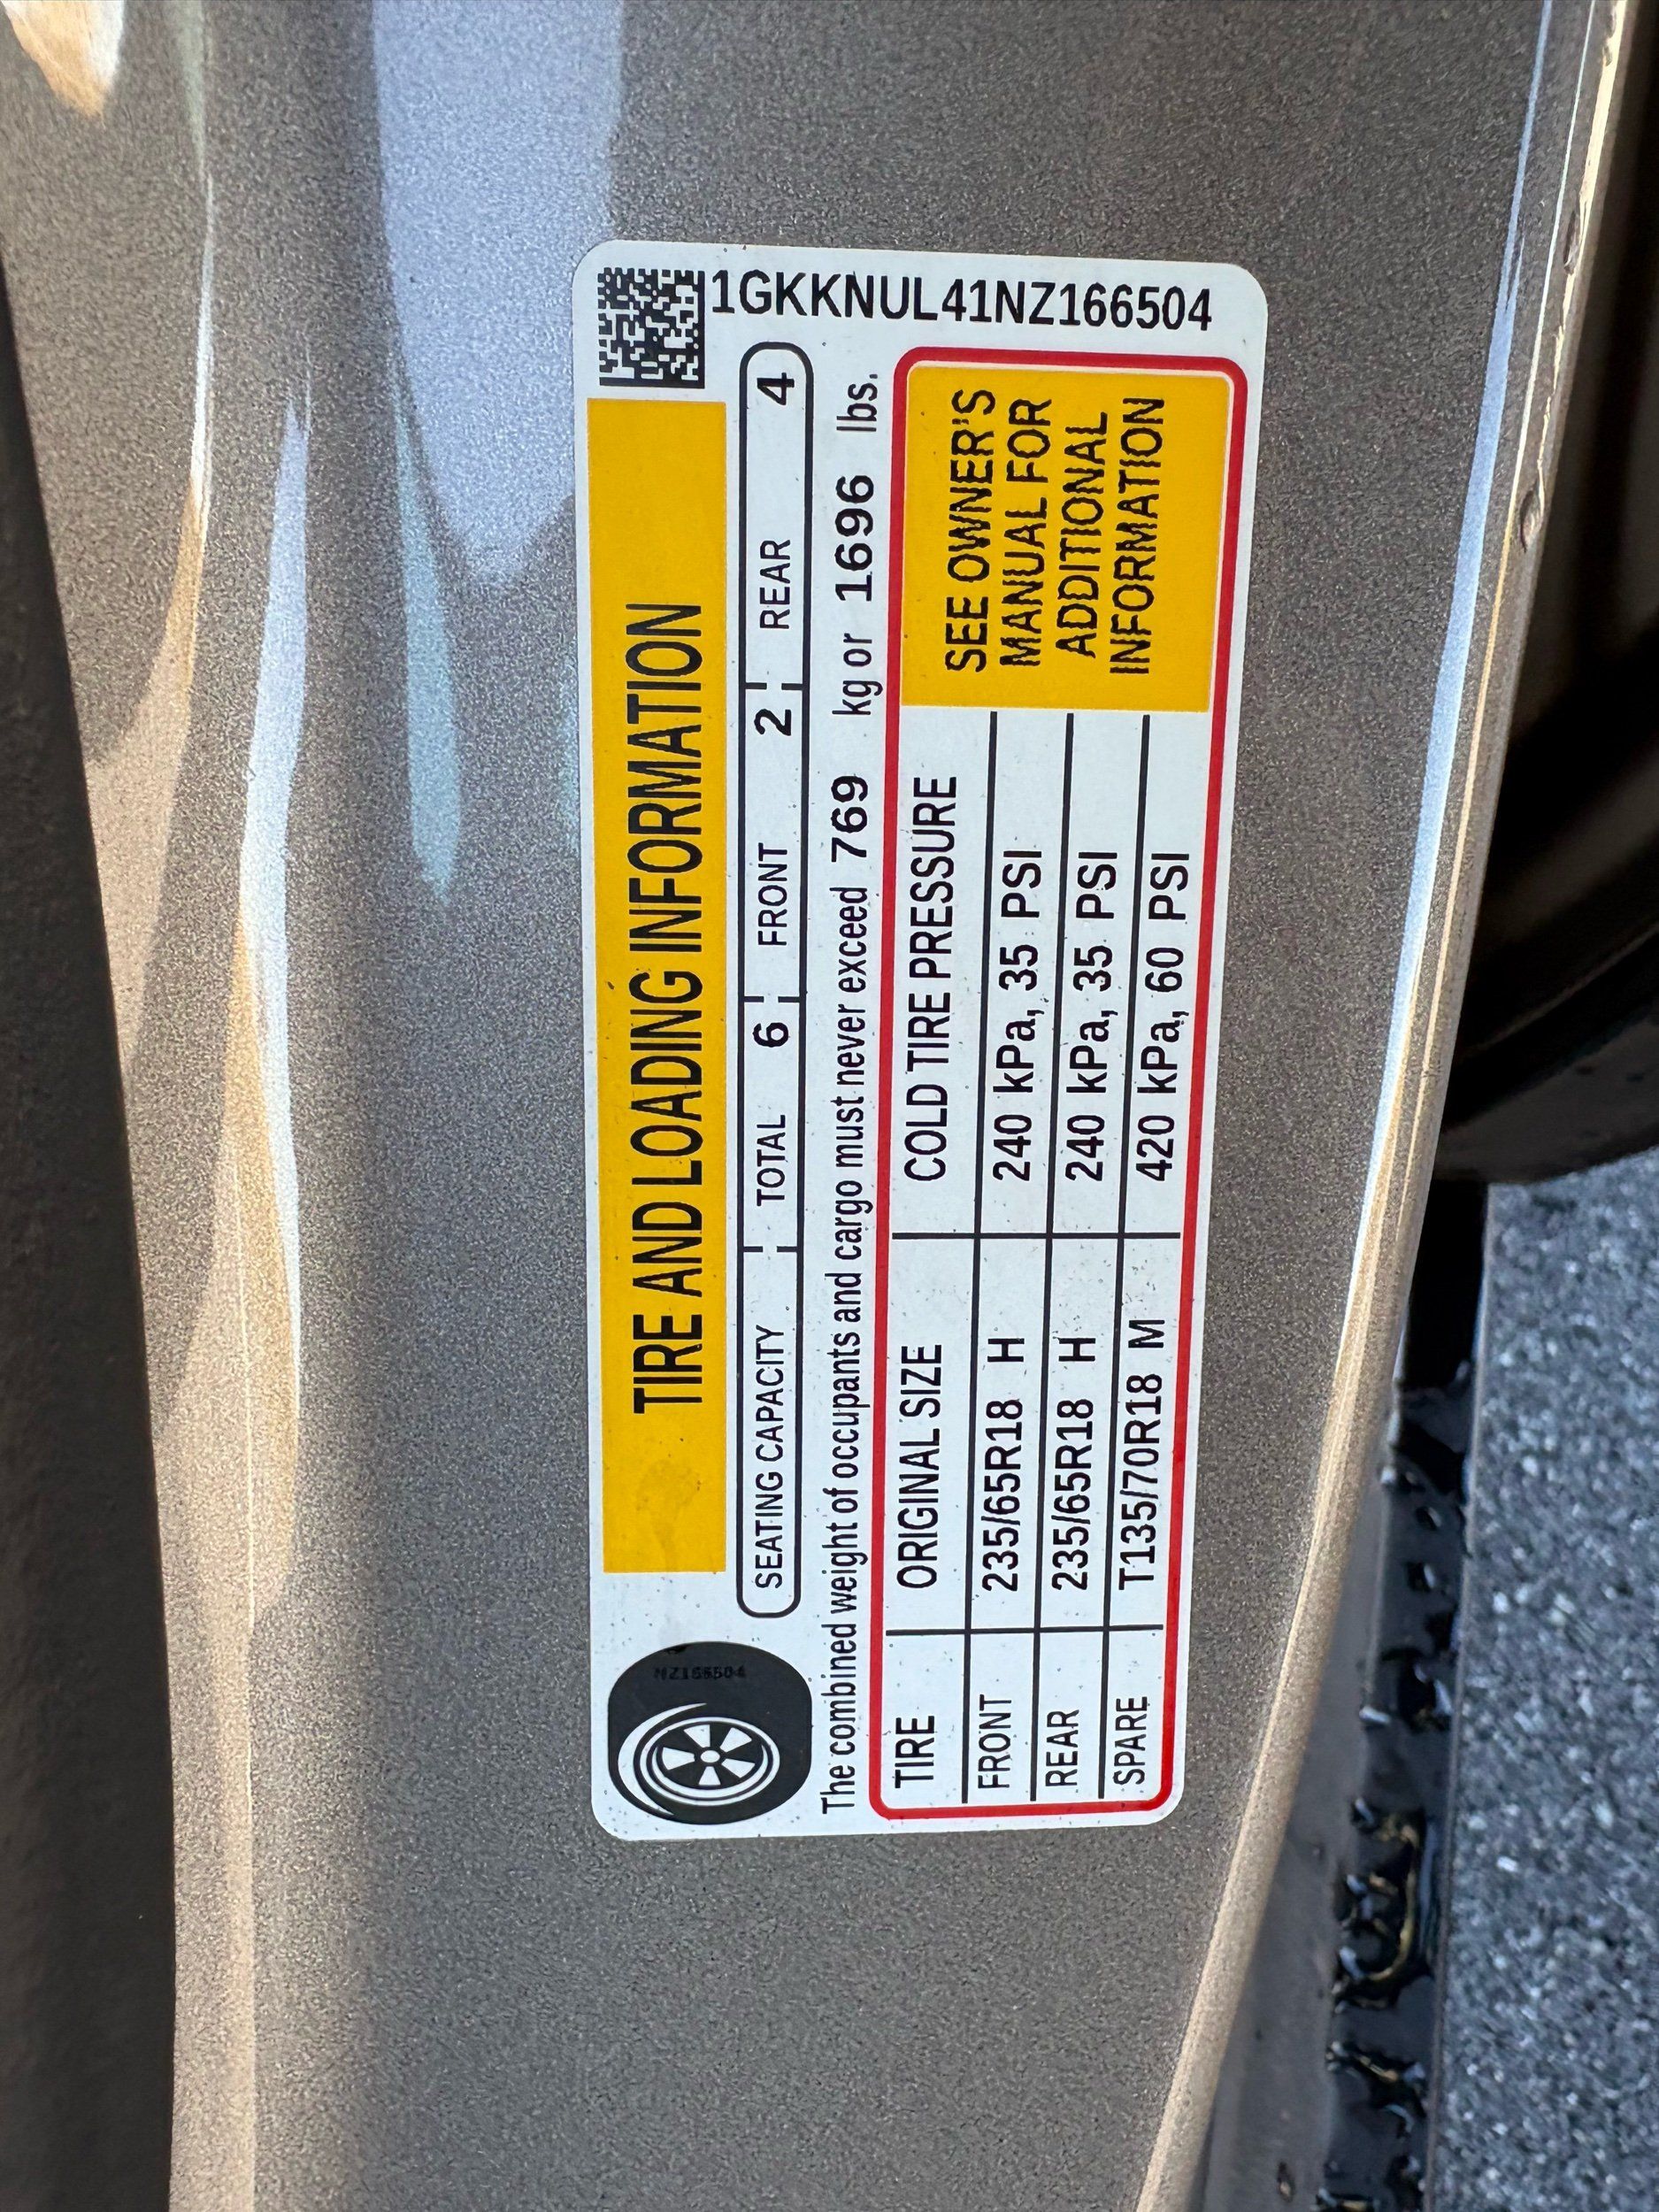 TIRE AND LOADING INFORMATION
NZ166504
SEATING CAPACITY TOTAL 6 FRONT 2 REAR 4
The combined weight of occupants and cargo must never exceed 769 kg or 1696 lbs.
TIRE ORIGINAL SIZE COLD TIRE PRESSURE
FRONT 235/65R18 H 240 kPa, 35 PSI
REAR 235/65R18 H 240 kPa, 35 PSI
SPARE T135/70R18 M 420 kPa, 60 PSI
SEE OWNER'S
MANUAL FOR
ADDITIONAL
INFORMATION
1GKKNUL41NZ166504